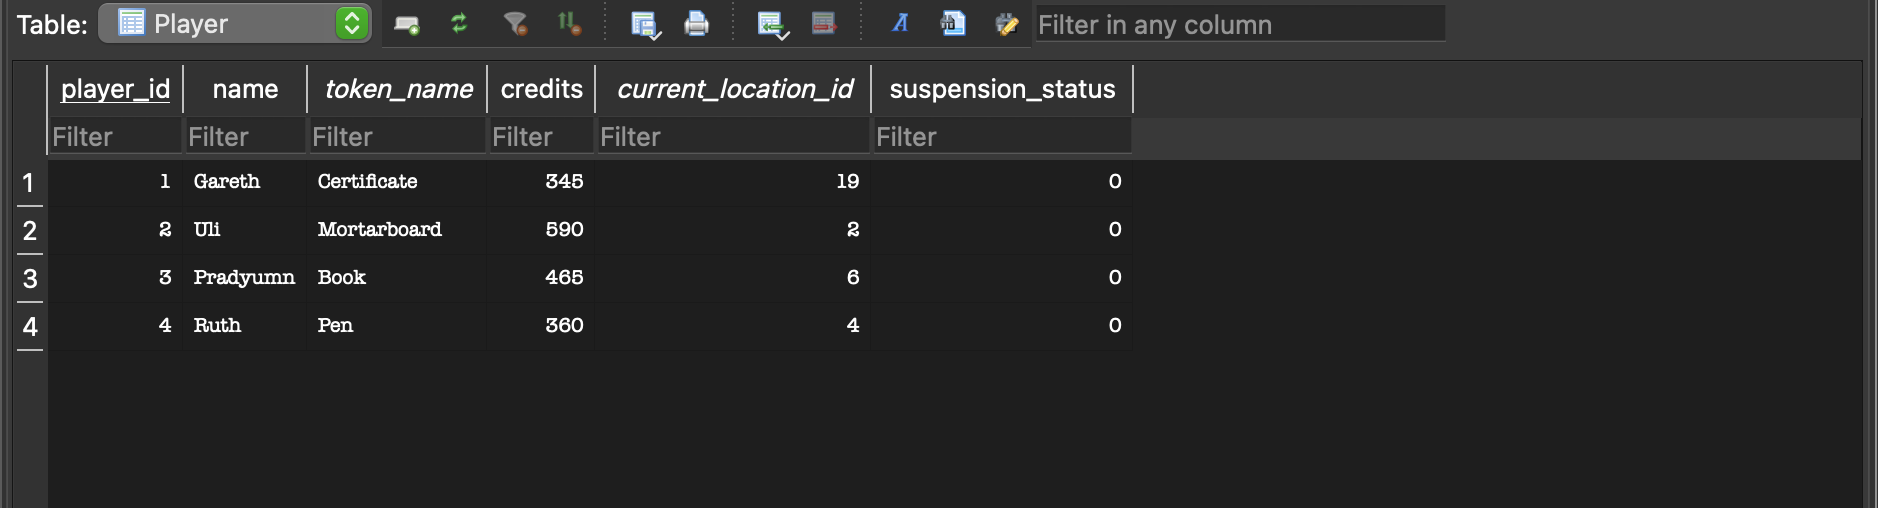 Table: Player Filter in any column
player_id name token_name credits current_location_id suspension_status
Filter Filter Filter Filter Filter Filter
1 1 Gareth Certificate 345 19 0
2 2 Uli Mortarboard 590 2 0
3 3 Pradyumn Book 465 6 0
4 4 Ruth Pen 360 4 0